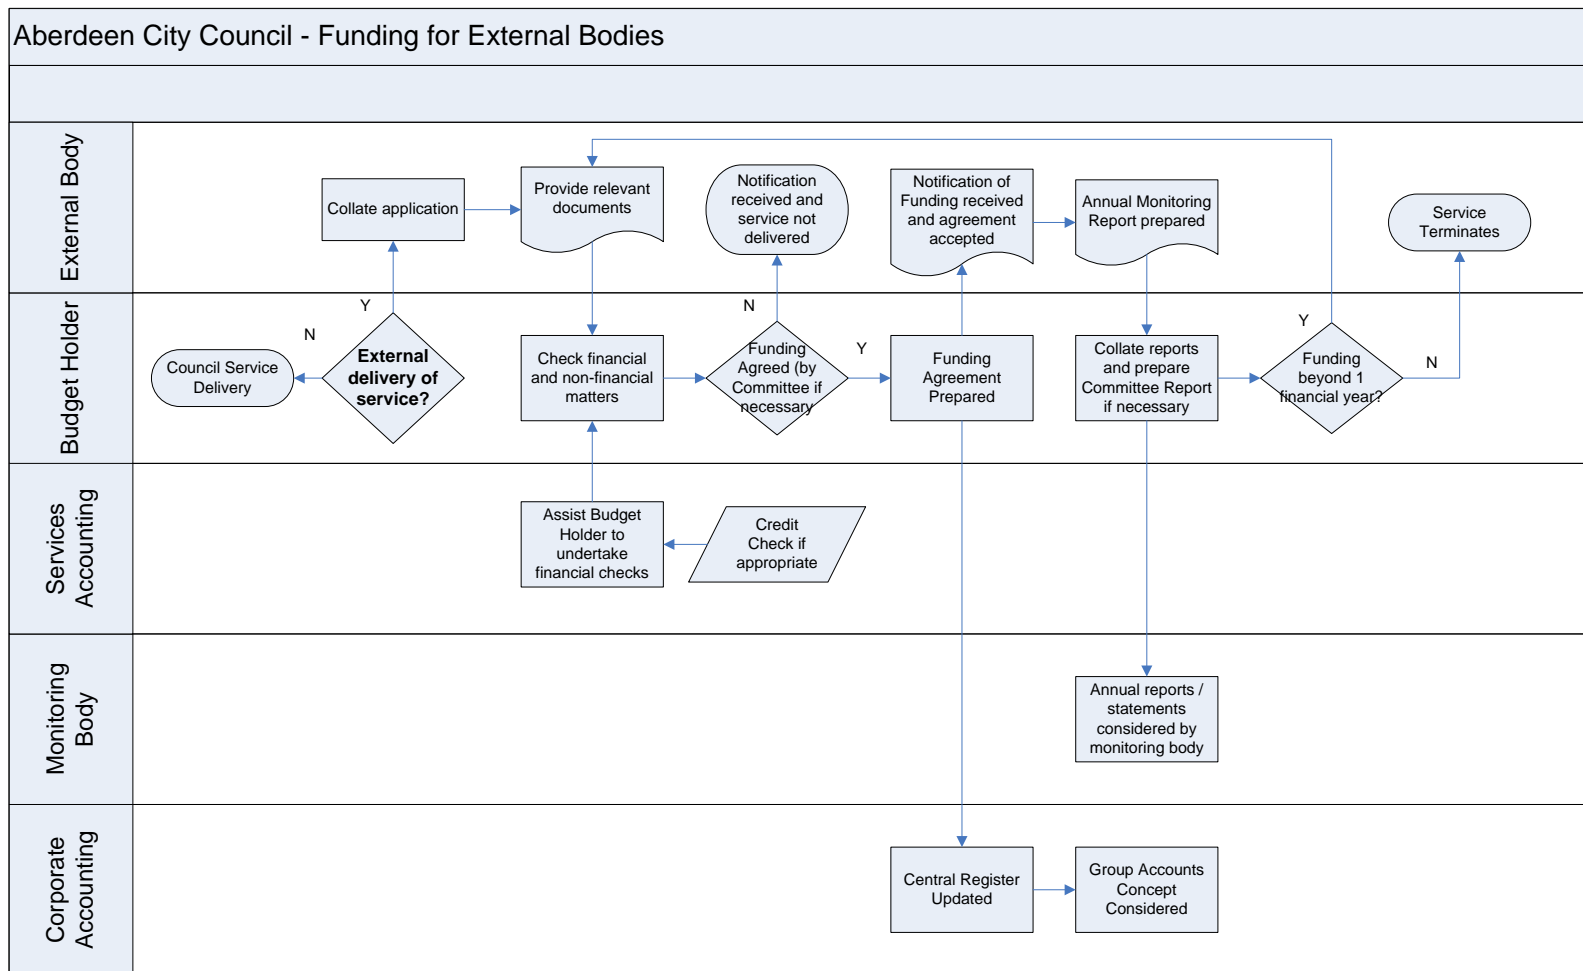 Aberdeen City Council - Funding for External Bodies
External Body
Collate application
Provide relevant
documents
Notification
received and
service not
delivered
Notification of
Funding received
and agreement
accepted
Annual Monitoring
Report prepared
Service
Terminates
Budget Holder
Council Service
Delivery
N
Y
External
delivery of
service?
Check financial
and non-financial
matters
N
Funding
Agreed (by
Committee if
necessary
Y
Funding
Agreement
Prepared
Collate reports
and prepare
Committee Report
if necessary
Y
Funding
beyond 1
financial year?
N
Services
Accounting
Assist Budget
Holder to
undertake
financial checks
Credit
Check if
appropriate
Monitoring
Body
Annual reports /
statements
considered by
monitoring body
Corporate
Accounting
Central Register
Updated
Group Accounts
Concept
Considered